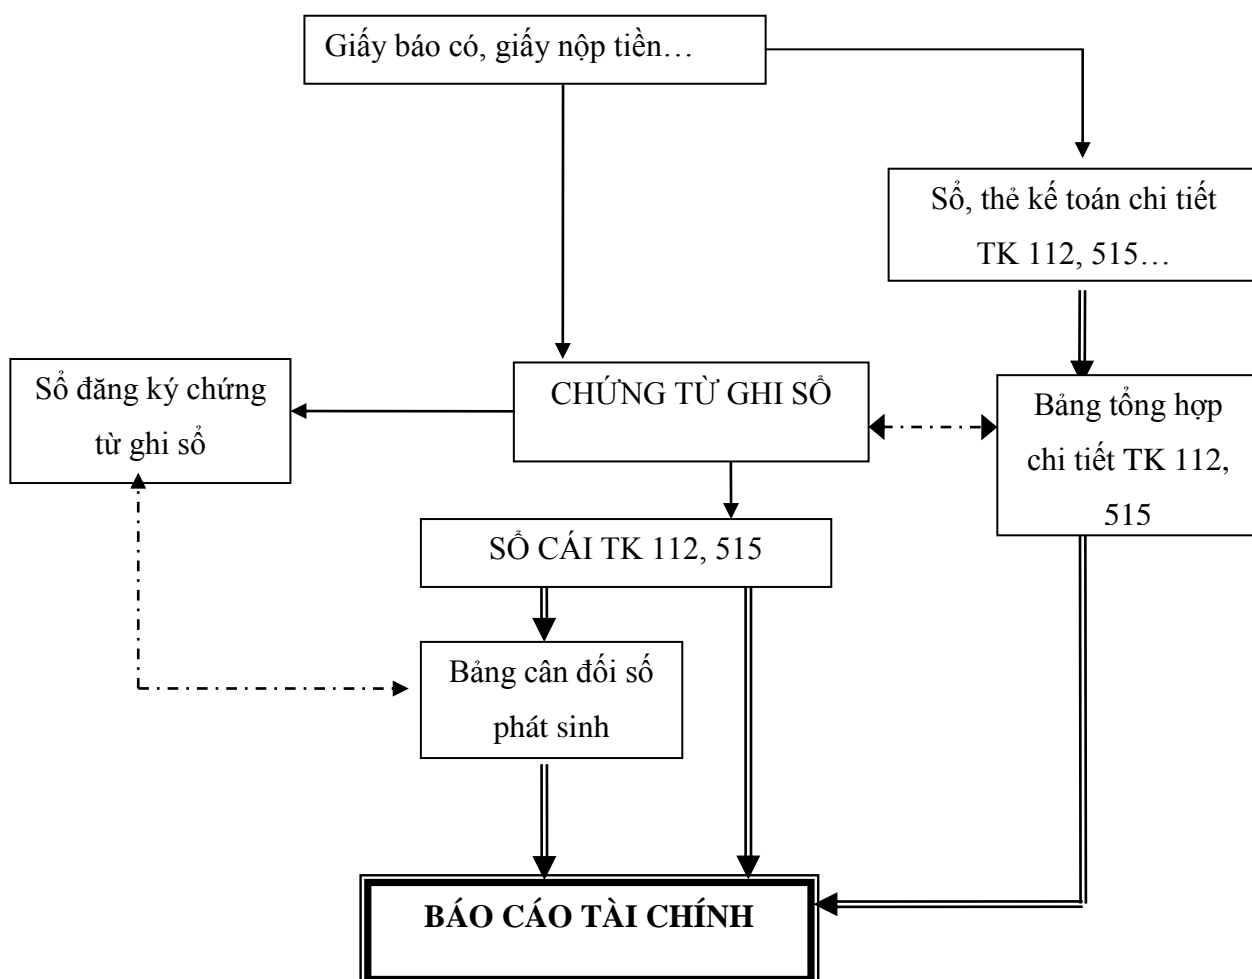 Giấy báo có, giấy nộp tiền…
Sổ, thẻ kế toán chi tiết
TK 112, 515…
Sổ đăng ký chứng
từ ghi sổ
CHỨNG TỪ GHI SỔ
Bảng tổng hợp
chi tiết TK 112,
515
SỔ CÁI TK 112, 515
Bảng cân đối số
phát sinh
BÁO CÁO TÀI CHÍNH